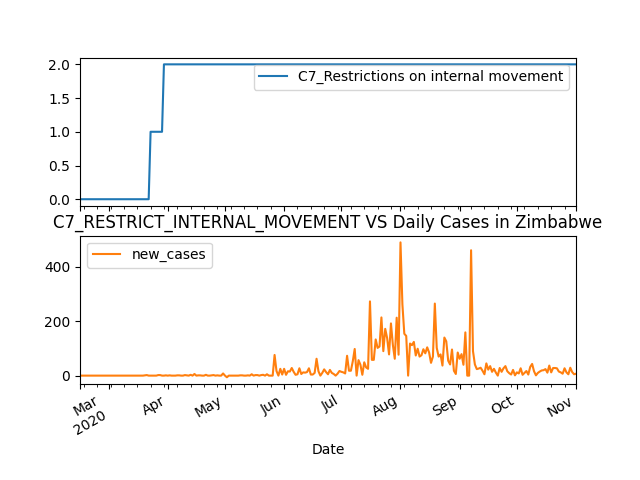 2.0
1.5
1.0
0.5
0.0
C7_Restrictions on internal movement
C7_RESTRICT_INTERNAL_MOVEMENT VS Daily Cases in Zimbabwe
400
200
0
new_cases
Mar
2020
Apr
May
Jun
Jul
Aug
Sep
Oct
Nov
Date